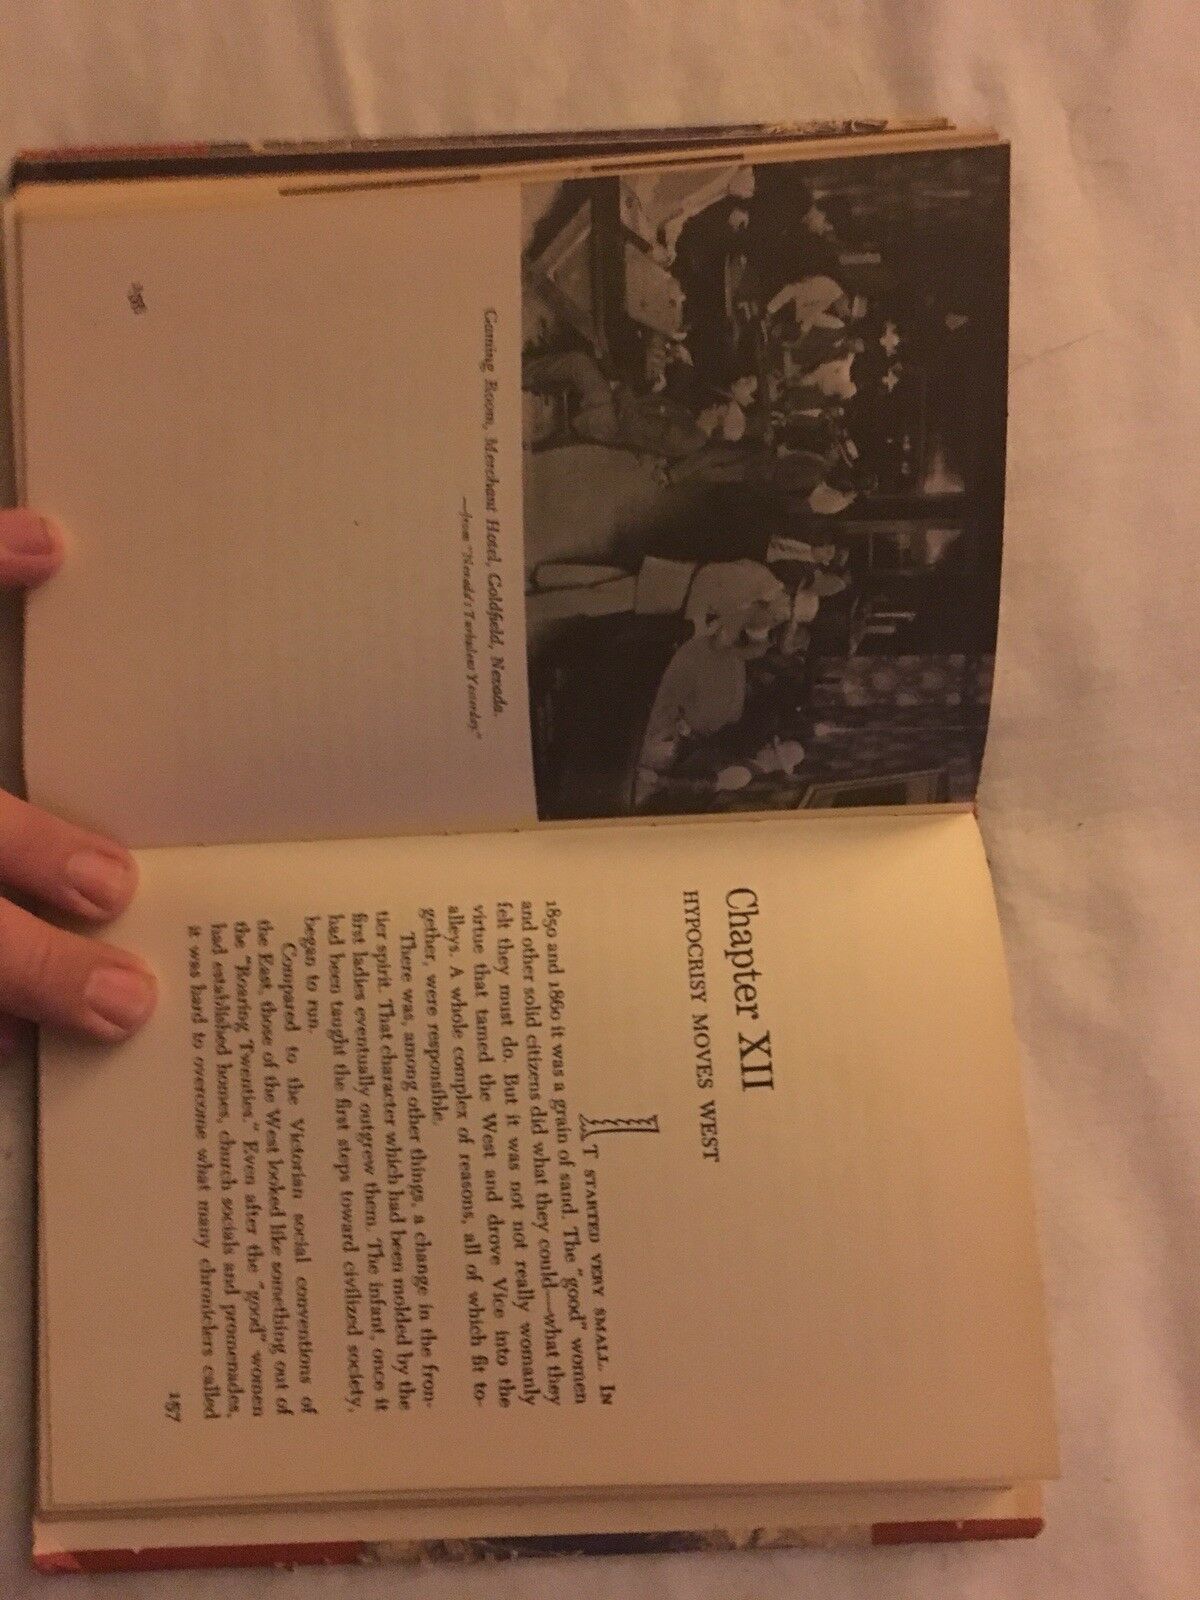 Gaming Room, Merchant Hotel, Goldfield, Nevada.
—from "Nevada's Turbulent Yesterday"
156
Chapter XII
HYPOCRISY MOVES WEST
IT STARTED VERY SMALL. IN
1850 and 1860 it was a grain of sand. The "good" women
and other solid citizens did what they could—what they
felt they must do. But it was not not really womanly
virtue that tamed the West and drove Vice into the
alleys. A whole complex of reasons, all of which fit to-
gether, were responsible.
There was, among other things, a change in the fron-
tier spirit. That character which had been molded by the
first ladies eventually outgrew them. The infant, once it
had been taught the first steps toward civilized society,
began to run.
Compared to the Victorian social conventions of
the East, those of the West looked like something out of
the "Roaring Twenties." Even after the "good" women
had established homes, church socials and promenades,
it was hard to overcome what many chroniclers called
157